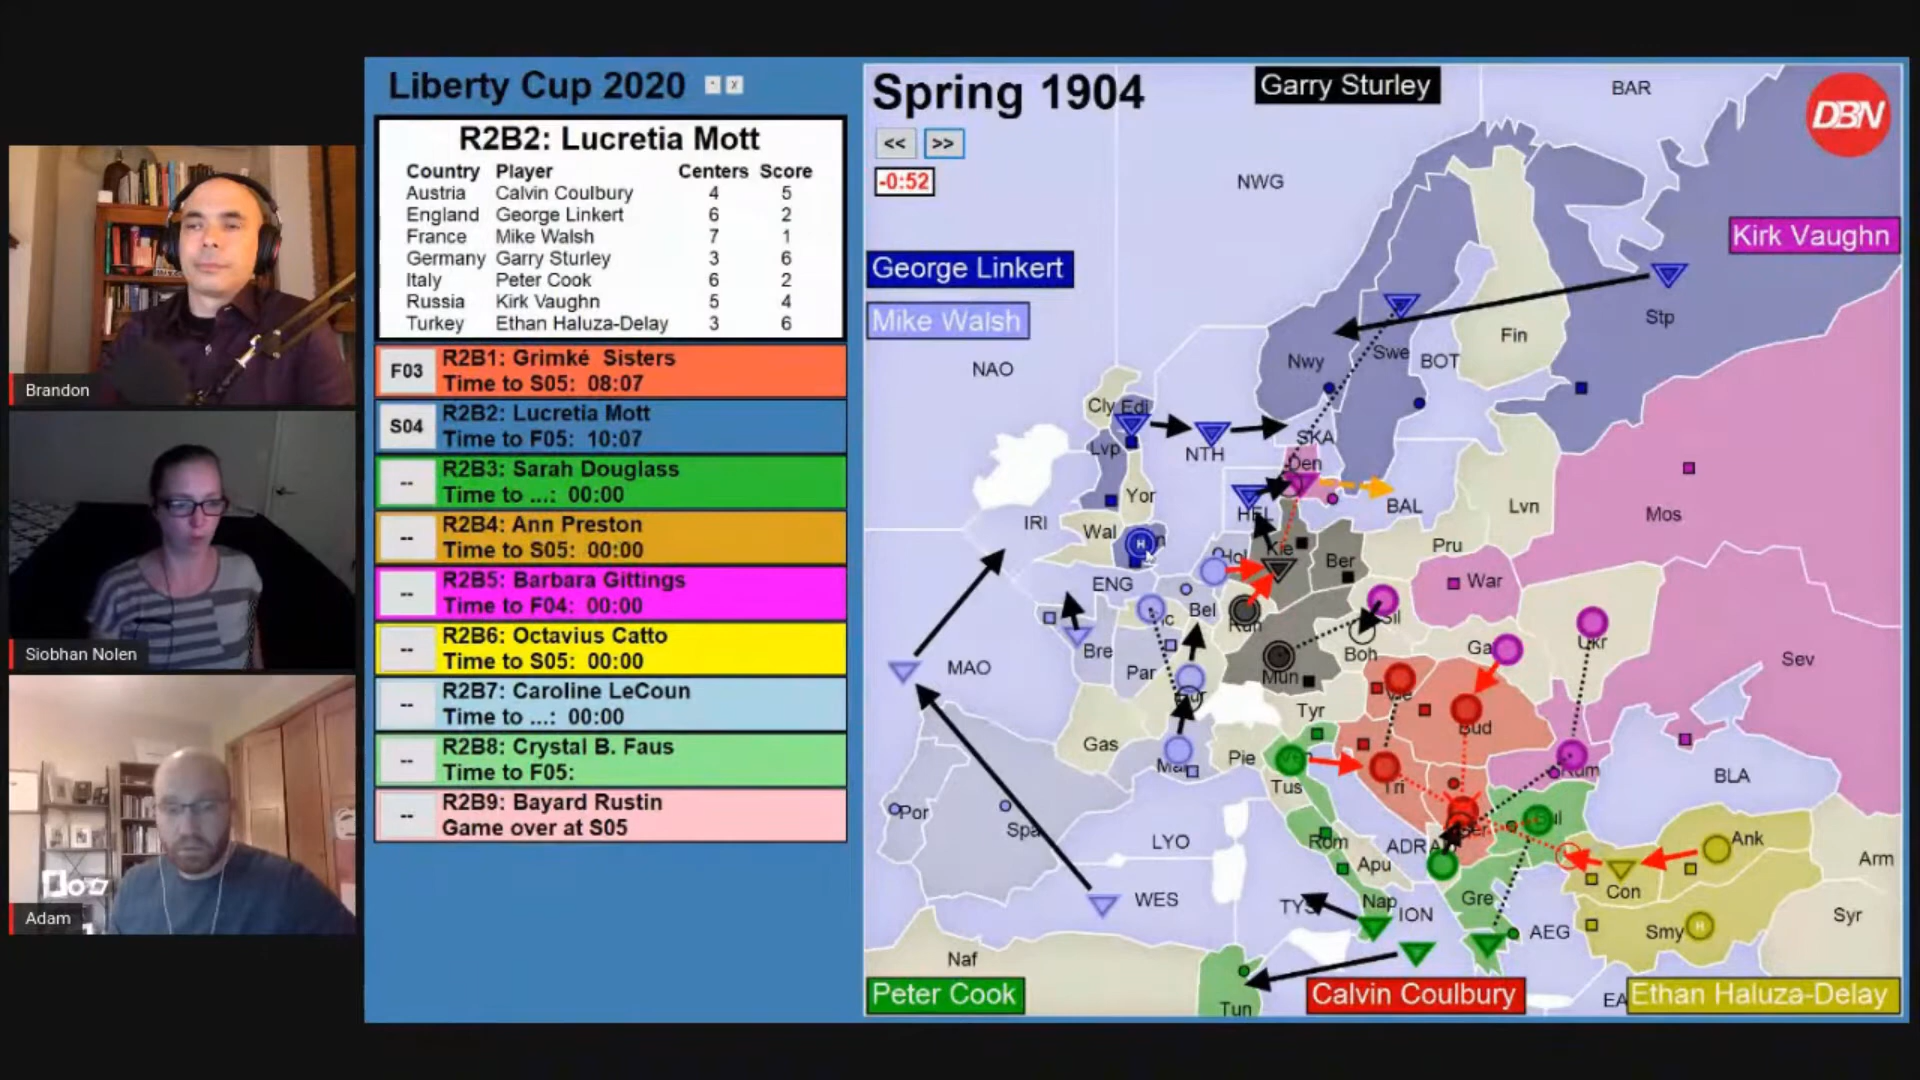 Liberty Cup 2020
R2B2: Lucretia Mott
Country Player Centers Score
Austria Calvin Coulbury 4 5
England George Linkert 6 2
France Mike Walsh 7 1
Germany Garry Sturley 3 6
Italy Peter Cook 6 2
Russia Kirk Vaughn 5 4
Turkey Ethan Haluza-Delay 3 6
F03 R2B1: Grimké Sisters
Time to S05: 08:07
S04 R2B2: Lucretia Mott
Time to F05: 10:07
-- R2B3: Sarah Douglass
Time to ...: 00:00
-- R2B4: Ann Preston
Time to S05: 00:00
-- R2B5: Barbara Gittings
Time to F04: 00:00
-- R2B6: Octavius Catto
Time to S05: 00:00
-- R2B7: Caroline LeCoun
Time to ...: 00:00
-- R2B8: Crystal B. Faus
Time to F05:
-- R2B9: Bayard Rustin
Game over at S05
Brandon
Siobhan Nolen
Adam
Spring 1904
<< >>
-0:52
Garry Sturley
BAR
DBN
NWG
Kirk Vaughn
George Linkert
Mike Walsh
Stp
Fin
Nwy
Swe
BOT
NAO
Cly
Edi
SKA
Lvp
NTH
Den
Yor
HEL
BAL
Lvn
Mos
IRI
Wal
Hol
Kie
Ber
Pru
ENG
War
Bel
Ruh
Sil
Bre
Boh
Ukr
MAO
Par
Mun
Sev
Tyr
Bud
Gas
Pie
Rum
BLA
Tus
Tri
Por
Spa
LYO
Rom
ADR
Ank
Arm
Apu
Con
WES
Nap
Gre
ION
Syr
AEG
Smy
Naf
Tun
Peter Cook
Calvin Coulbury
EA
Ethan Haluza-Delay